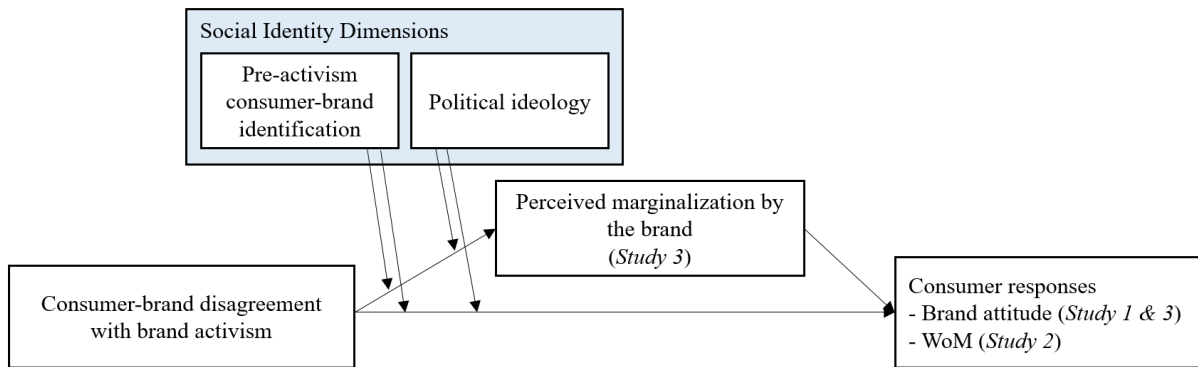 Social Identity Dimensions
Pre-activism
consumer-brand
identification
Political ideology
Perceived marginalization by
the brand
(Study 3)
Consumer-brand disagreement
with brand activism
Consumer responses
- Brand attitude (Study 1 & 3)
- WoM (Study 2)